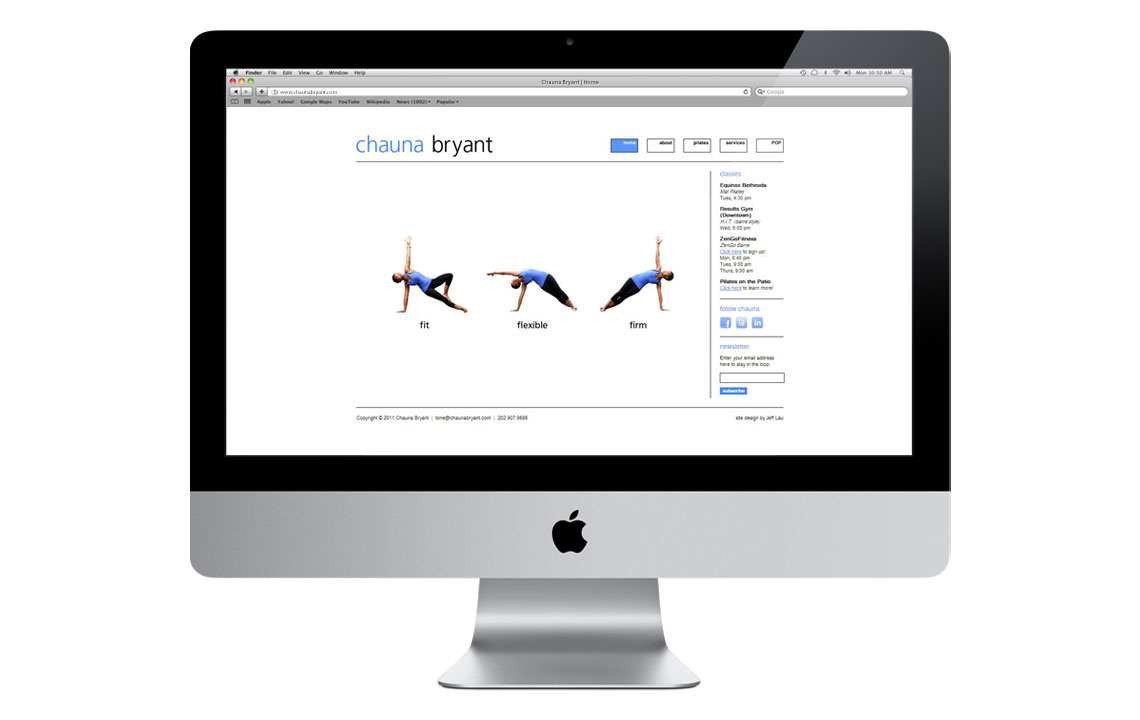 Finder File Edit View Go Window Help Mon 10:50 AM
Chauna Bryant | Home
www.chaunabryant.com Google
Apple Yahoo! Google Maps YouTube Wikipedia News (1002) Popular
chauna bryant
home about pilates services POP
classes
Equinox Bethesda
Mat Pilates
Tues, 4:30 pm
Results Gym
(Downtown)
H.I.T. (barre style)
Wed, 6:00 pm
ZenGoFitness
ZenGo Barre
Click here to sign up!
Mon, 6:45 pm
Tues, 9:00 am
Thurs, 9:00 am
Pilates on the Patio
Click here to learn more!
fit flexible firm
follow chauna
f in
newsletter
Enter your email address
here to stay in the loop:
subscribe
Copyright © 2011 Chauna Bryant | tone@chaunabryant.com | 202.907.9566 site design by Jeff Law